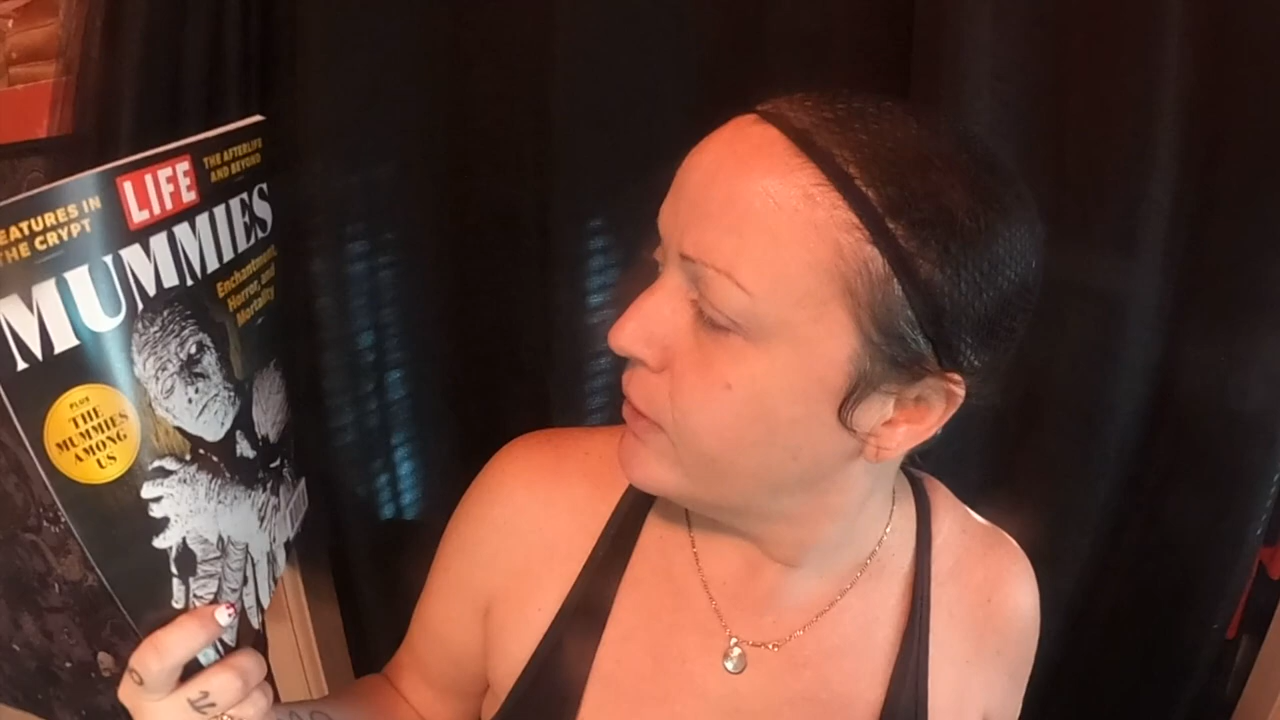 EATURES IN
THE CRYPT
LIFE
THE AFTERLIFE
AND BEYOND
MUMMIES
Enchantment,
Horror, and
Mortality
PLUS
THE
MUMMIES
AMONG
US